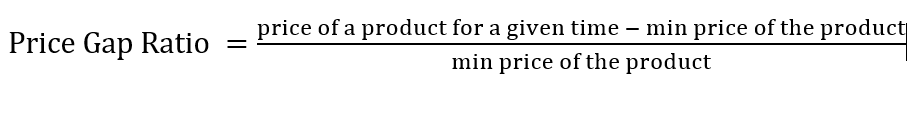 price of a product for a given time − min price of the product
Price Gap Ratio =
min price of the product